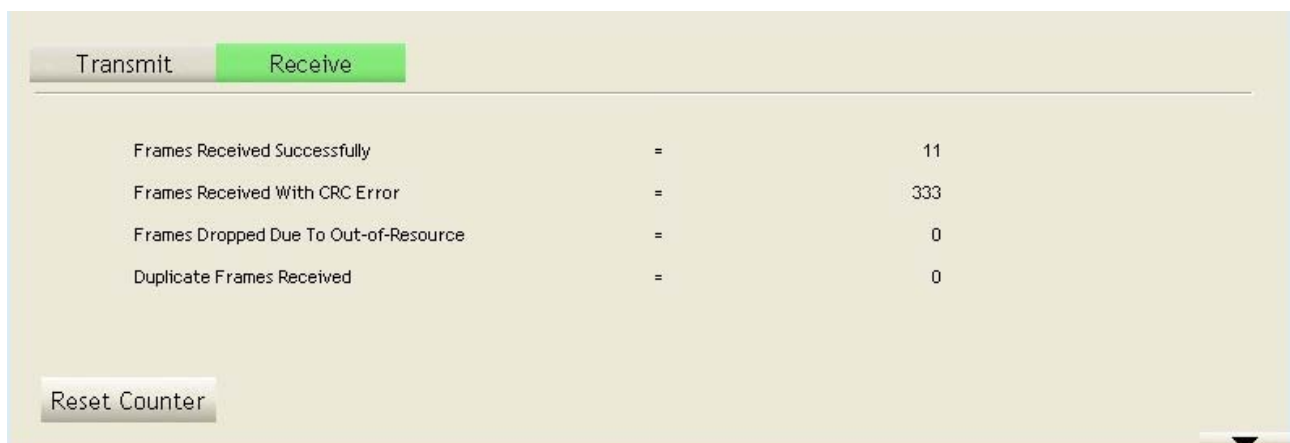 Transmit Receive
Frames Received Successfully = 11
Frames Received With CRC Error = 333
Frames Dropped Due To Out-of-Resource = 0
Duplicate Frames Received = 0
Reset Counter